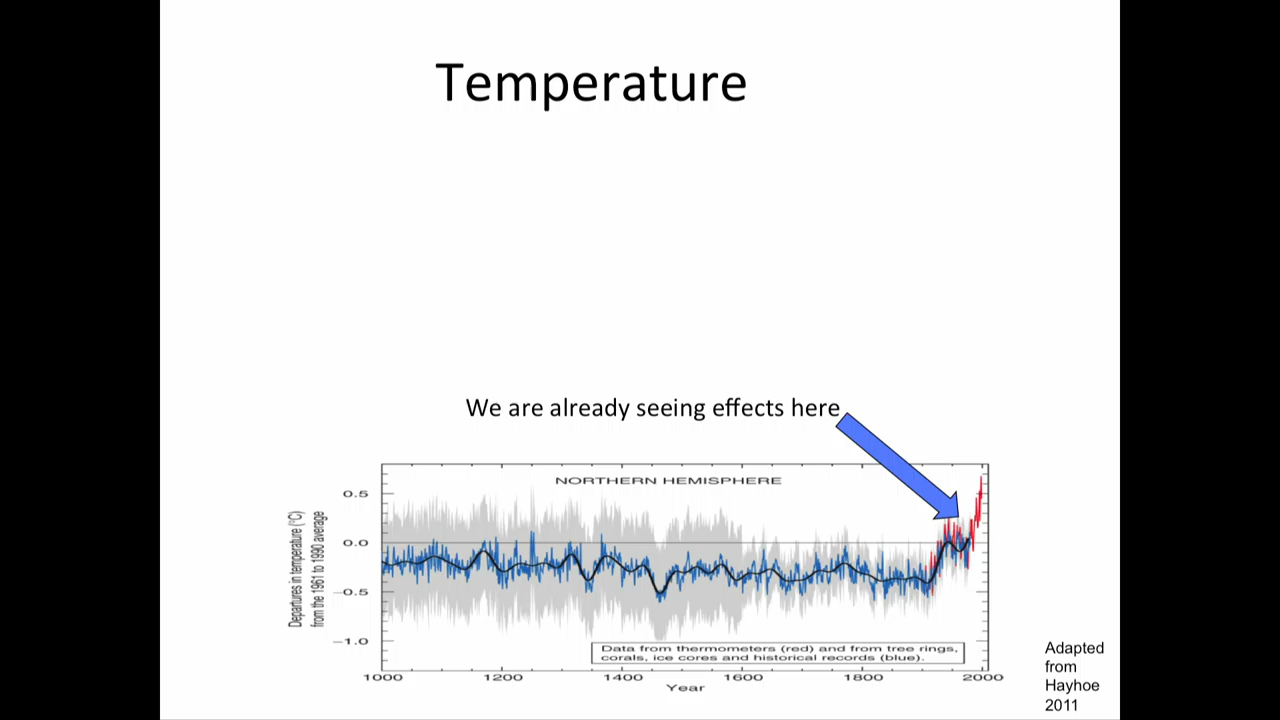 Temperature
We are already seeing effects here
NORTHERN HEMISPHERE
Departures in temperature (°C)
from the 1961 to 1990 average
0.5
0.0
−0.5
−1.0
Data from thermometers (red) and from tree rings,
corals, ice cores and historical records (blue).
1000 1200 1400 1600 1800 2000
Year
Adapted
from
Hayhoe
2011